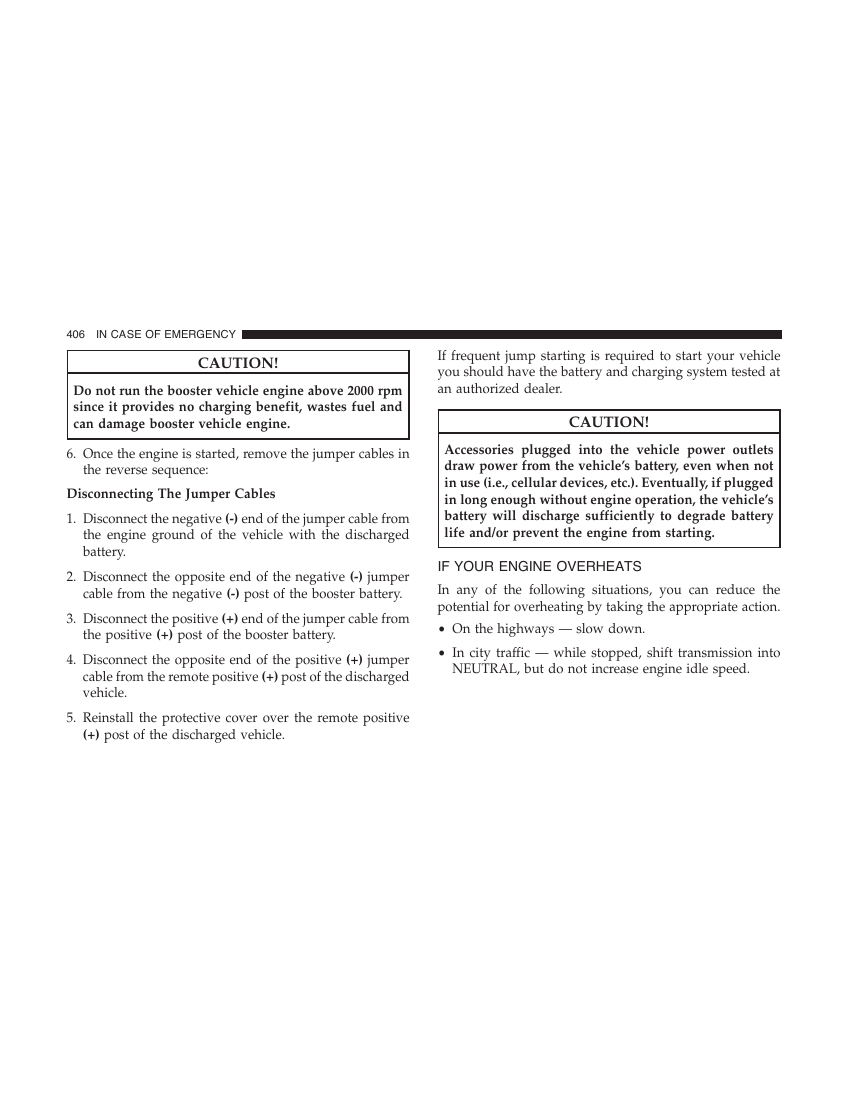 406 IN CASE OF EMERGENCY
CAUTION!
Do not run the booster vehicle engine above 2000 rpm
since it provides no charging benefit, wastes fuel and
can damage booster vehicle engine.
6. Once the engine is started, remove the jumper cables in
the reverse sequence:
Disconnecting The Jumper Cables
1. Disconnect the negative (-) end of the jumper cable from
the engine ground of the vehicle with the discharged
battery.
2. Disconnect the opposite end of the negative (-) jumper
cable from the negative (-) post of the booster battery.
3. Disconnect the positive (+) end of the jumper cable from
the positive (+) post of the booster battery.
4. Disconnect the opposite end of the positive (+) jumper
cable from the remote positive (+) post of the discharged
vehicle.
5. Reinstall the protective cover over the remote positive
(+) post of the discharged vehicle.
If frequent jump starting is required to start your vehicle
you should have the battery and charging system tested at
an authorized dealer.
CAUTION!
Accessories plugged into the vehicle power outlets
draw power from the vehicle’s battery, even when not
in use (i.e., cellular devices, etc.). Eventually, if plugged
in long enough without engine operation, the vehicle’s
battery will discharge sufficiently to degrade battery
life and/or prevent the engine from starting.
IF YOUR ENGINE OVERHEATS
In any of the following situations, you can reduce the
potential for overheating by taking the appropriate action.
• On the highways — slow down.
• In city traffic — while stopped, shift transmission into
NEUTRAL, but do not increase engine idle speed.